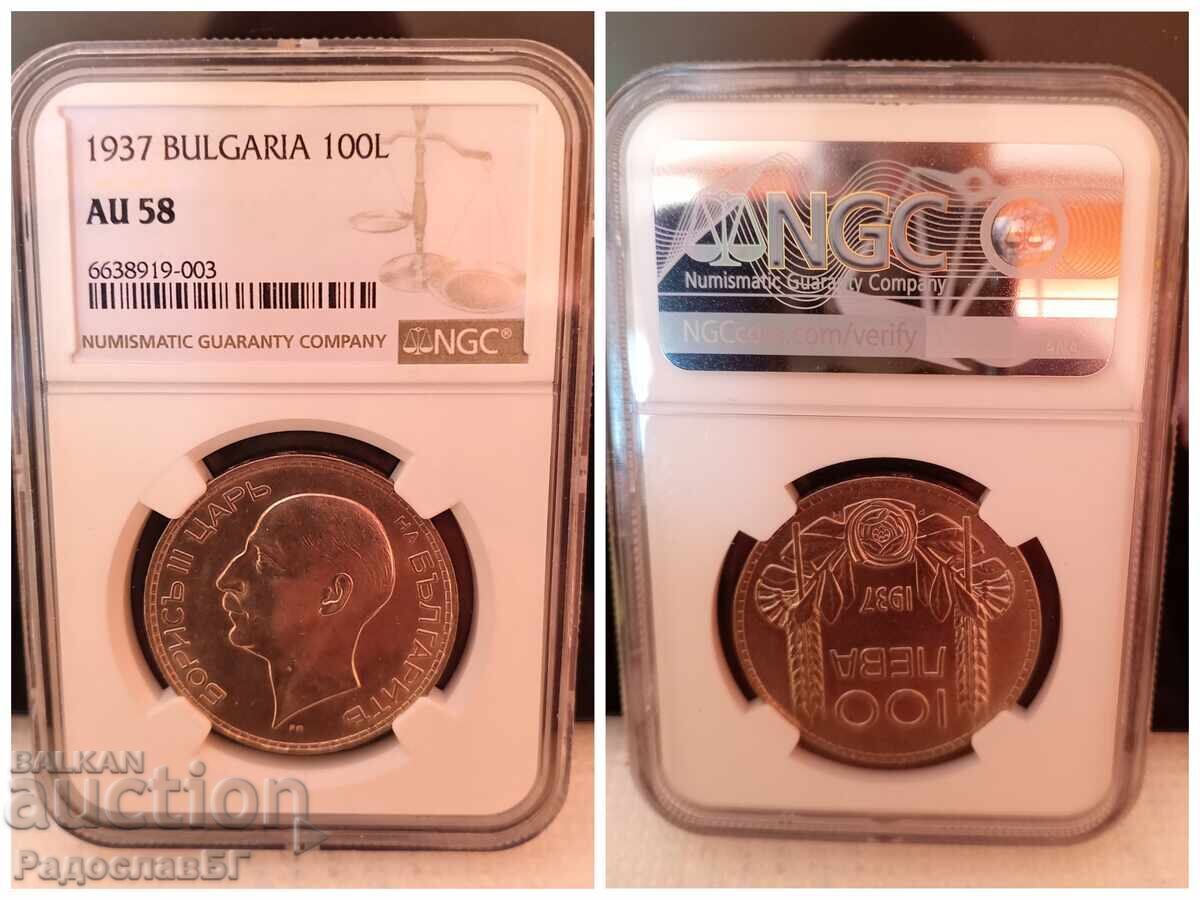 1937 BULGARIA 100L
AU 58
6638919-003
NUMISMATIC GUARANTY COMPANY
NGC®
БОРИСЪ III ЦАРЬ НА БЪЛГАРИТѢ
BALKAN
auction
РадославБГ
NGC
Numismatic Guaranty Company
NGCcoin.com/verify
1937
ЛЕВА
100